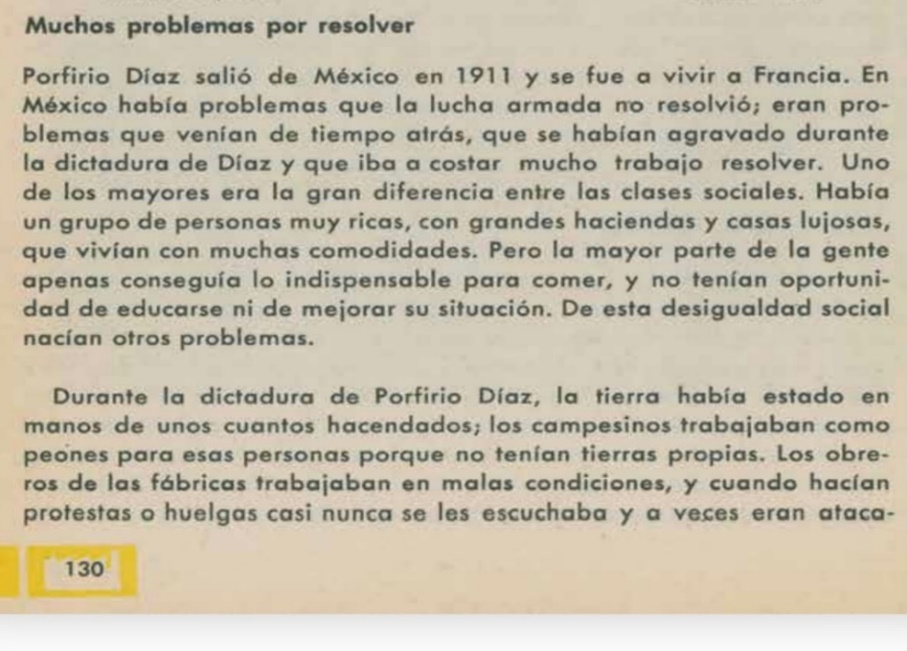 Muchos problemas por resolver
Porfirio Díaz salió de México en 1911 y se fue a vivir a Francia. En
México había problemas que la lucha armada no resolvió; eran pro-
blemas que venían de tiempo atrás, que se habían agravado durante
la dictadura de Díaz y que iba a costar mucho trabajo resolver. Uno
de los mayores era la gran diferencia entre las clases sociales. Había
un grupo de personas muy ricas, con grandes haciendas y casas lujosas,
que vivían con muchas comodidades. Pero la mayor parte de la gente
apenas conseguía lo indispensable para comer, y no tenían oportuni-
dad de educarse ni de mejorar su situación. De esta desigualdad social
nacían otros problemas.
Durante la dictadura de Porfirio Díaz, la tierra había estado en
manos de unos cuantos hacendados; los campesinos trabajaban como
peones para esas personas porque no tenían tierras propias. Los obre-
ros de las fábricas trabajaban en malas condiciones, y cuando hacían
protestas o huelgas casi nunca se les escuchaba y a veces eran ataca-
130